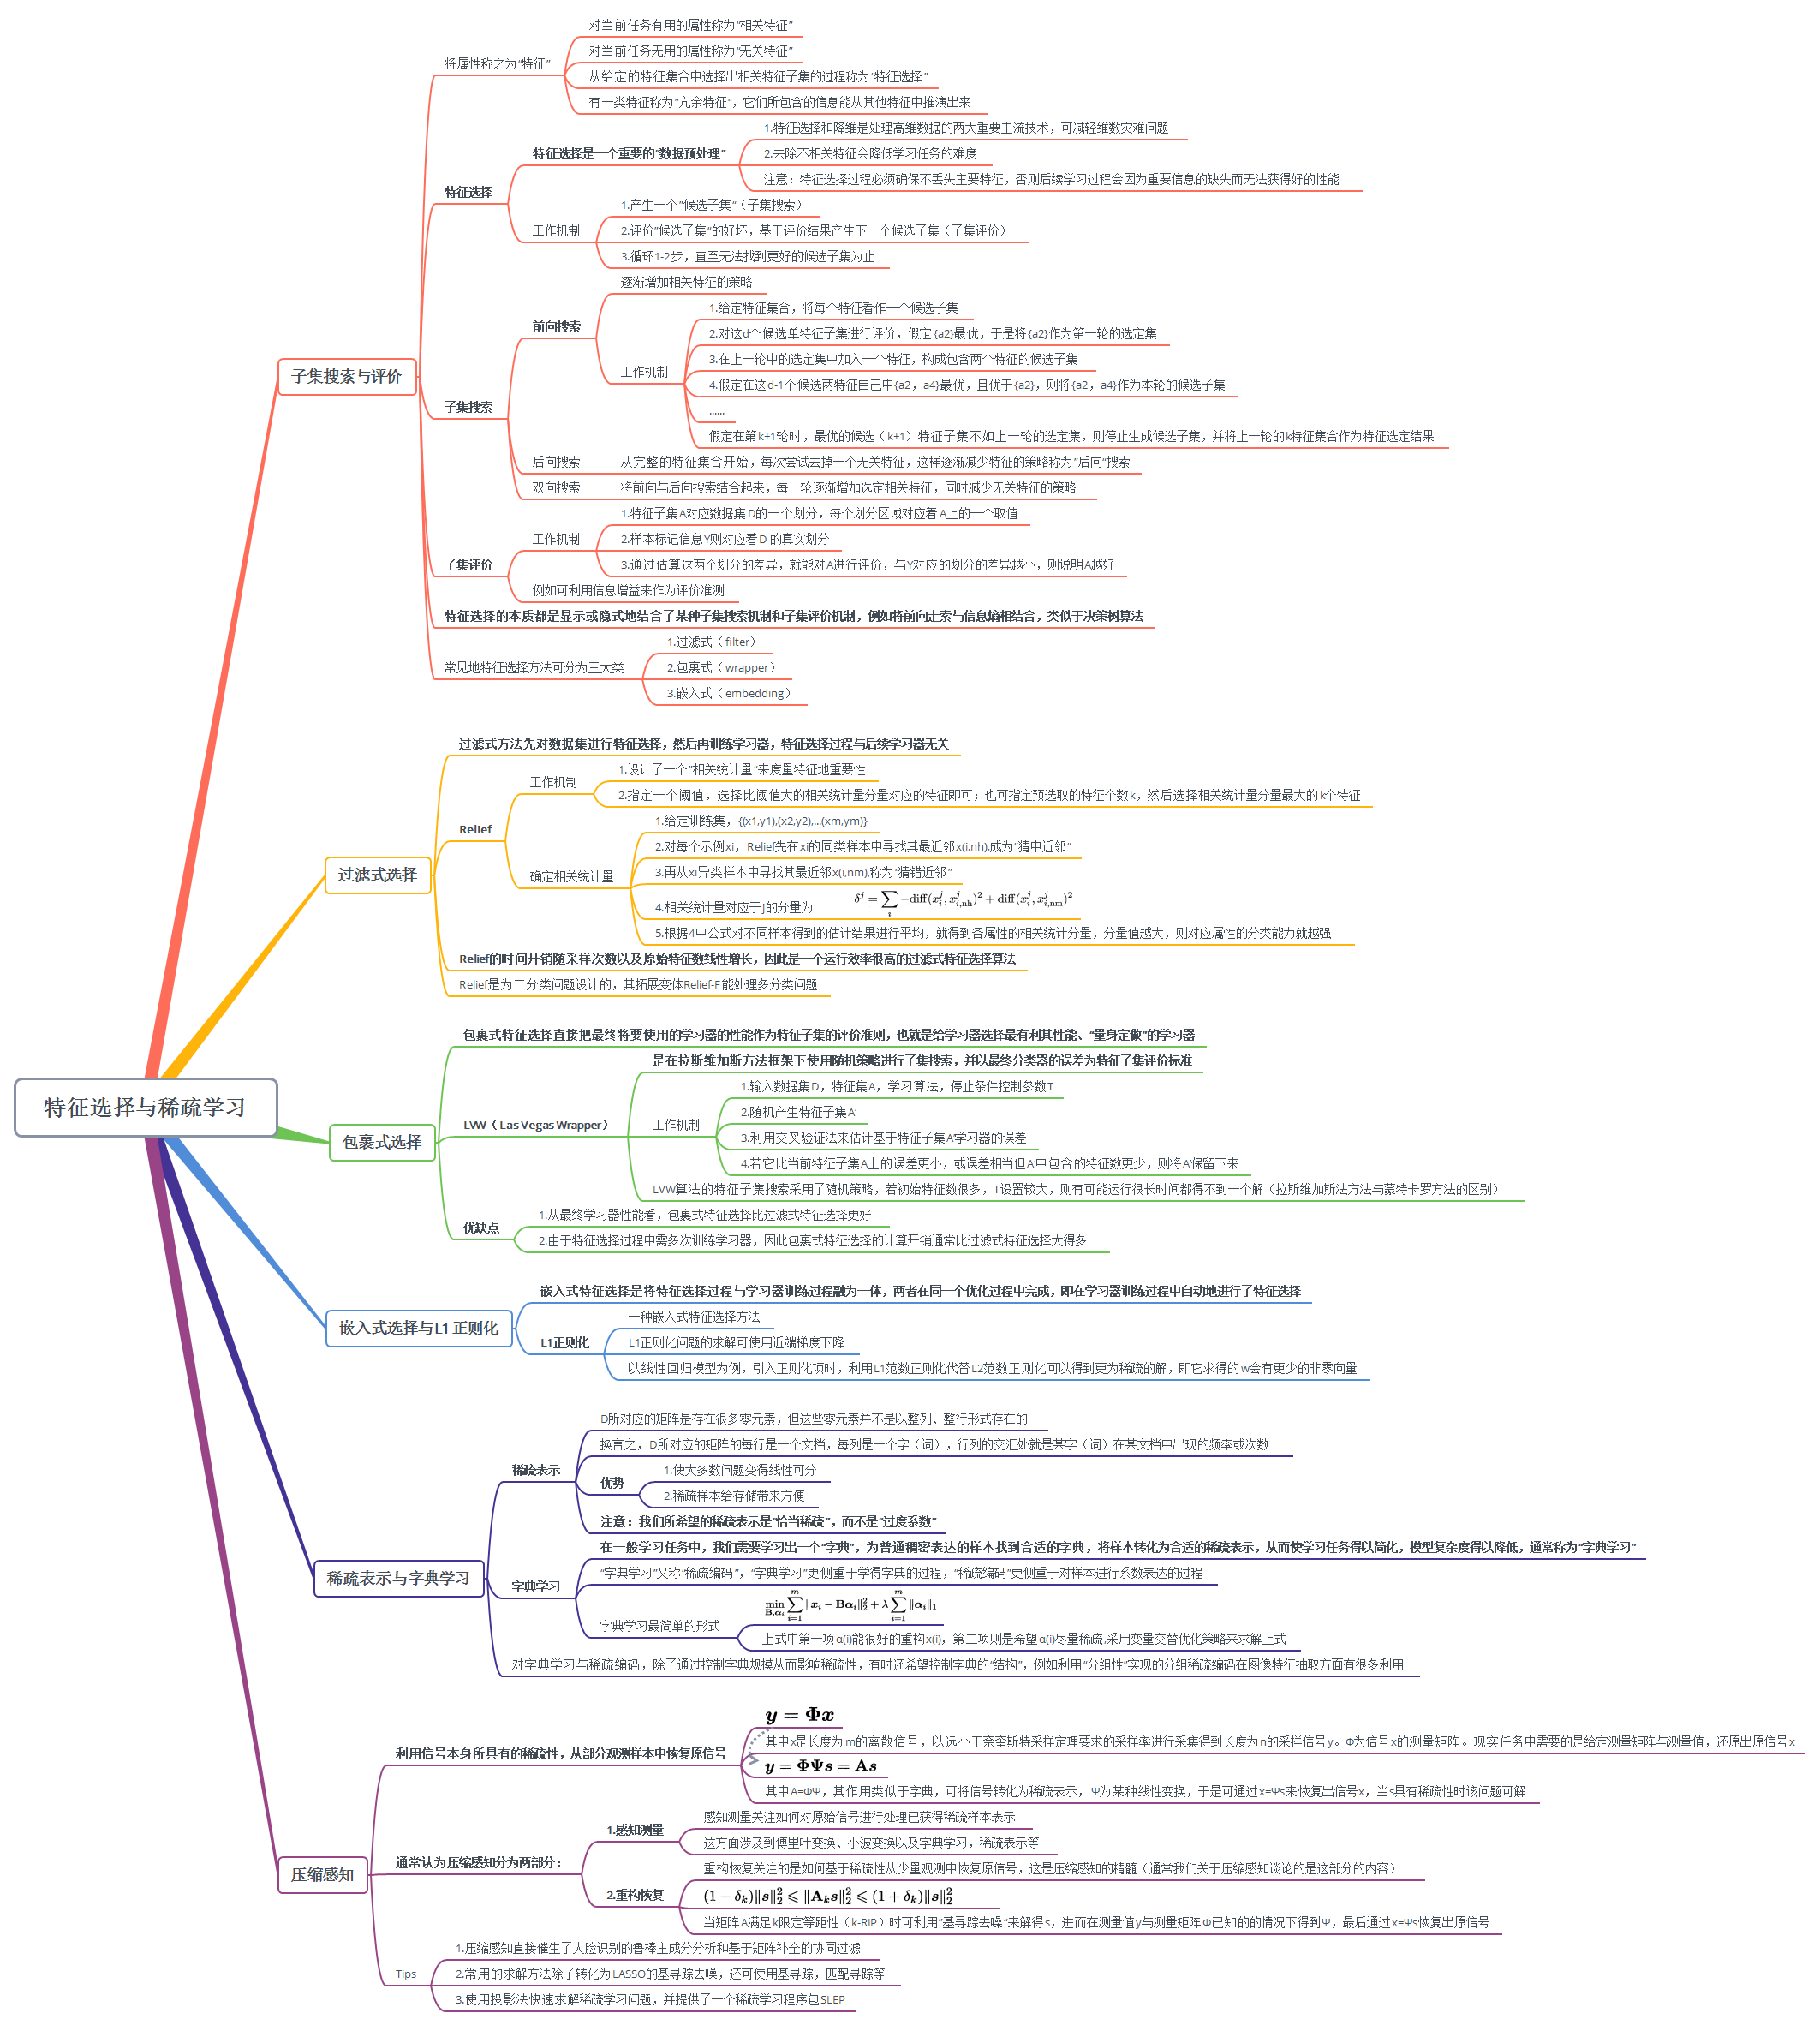 特征选择与稀疏学习
子集搜索与评价
将属性称之为“特征”
对当前任务有用的属性称为“相关特征”
对当前任务无用的属性称为“无关特征”
从给定的特征集合中选择出相关特征子集的过程称为“特征选择”
有一类特征称为“冗余特征“，它们所包含的信息能从其他特征中推演出来
特征选择
特征选择是一个重要的“数据预处理”
1.特征选择和降维是处理高维数据的两大重要主流技术，可减轻维数灾难问题
2.去除不相关特征会降低学习任务的难度
注意：特征选择过程必须确保不丢失主要特征，否则后续学习过程会因为重要信息的缺失而无法获得好的性能
工作机制
1.产生一个”候选子集“（子集搜索）
2.评价”候选子集“的好坏，基于评价结果产生下一个候选子集（子集评价）
3.循环1-2步，直至无法找到更好的候选子集为止
子集搜索
前向搜索
逐渐增加相关特征的策略
工作机制
1.给定特征集合，将每个特征看作一个候选子集
2.对这d个候选单特征子集进行评价，假定{a2}最优，于是将{a2}作为第一轮的选定集
3.在上一轮中的选定集中加入一个特征，构成包含两个特征的候选子集
4.假定在这d-1个候选两特征自己中{a2，a4}最优，且优于{a2}，则将{a2，a4}作为本轮的候选子集
......
假定在第k+1轮时，最优的候选（k+1）特征子集不如上一轮的选定集，则停止生成候选子集，并将上一轮的k特征集合作为特征选定结果
后向搜索
从完整的特征集合开始，每次尝试去掉一个无关特征，这样逐渐减少特征的策略称为”后向“搜索
双向搜索
将前向与后向搜索结合起来，每一轮逐渐增加选定相关特征，同时减少无关特征的策略
子集评价
工作机制
1.特征子集A对应数据集D的一个划分，每个划分区域对应着A上的一个取值
2.样本标记信息Y则对应着D 的真实划分
3.通过估算这两个划分的差异，就能对A进行评价，与Y对应的划分的差异越小，则说明A越好
例如可利用信息增益来作为评价准测
特征选择的本质都是显示或隐式地结合了某种子集搜索机制和子集评价机制，例如将前向走索与信息熵相结合，类似于决策树算法
常见地特征选择方法可分为三大类
1.过滤式（filter）
2.包裹式（wrapper）
3.嵌入式（embedding）
过滤式选择
过滤式方法先对数据集进行特征选择，然后再训练学习器，特征选择过程与后续学习器无关
Relief
工作机制
1.设计了一个”相关统计量“来度量特征地重要性
2.指定一个阈值，选择比阈值大的相关统计量分量对应的特征即可；也可指定预选取的特征个数k，然后选择相关统计量分量最大的k个特征
确定相关统计量
1.给定训练集，{(x1,y1),(x2,y2),...(xm,ym)}
2.对每个示例xi，Relief先在xi的同类样本中寻找其最近邻x(i,nh),成为“猜中近邻”
3.再从xi异类样本中寻找其最近邻x(i,nm),称为“猜错近邻”
4.相关统计量对应于j的分量为 δ^j = ∑_i −diff(x_i^j, x_{i,nh}^j)² + diff(x_i^j, x_{i,nm}^j)²
5.根据4中公式对不同样本得到的估计结果进行平均，就得到各属性的相关统计分量，分量值越大，则对应属性的分类能力就越强
Relief的时间开销随采样次数以及原始特征数线性增长，因此是一个运行效率很高的过滤式特征选择算法
Relief是为二分类问题设计的，其拓展变体Relief-F能处理多分类问题
包裹式选择
包裹式特征选择直接把最终将要使用的学习器的性能作为特征子集的评价准则，也就是给学习器选择最有利其性能、“量身定做”的学习器
LVW（Las Vegas Wrapper）
是在拉斯维加斯方法框架下使用随机策略进行子集搜索，并以最终分类器的误差为特征子集评价标准
工作机制
1.输入数据集D，特征集A，学习算法，停止条件控制参数T
2.随机产生特征子集A’
3.利用交叉验证法来估计基于特征子集A‘学习器的误差
4.若它比当前特征子集A上的误差更小，或误差相当但A‘中包含的特征数更少，则将A‘保留下来
LVW算法的特征子集搜索采用了随机策略，若初始特征数很多，T设置较大，则有可能运行很长时间都得不到一个解（拉斯维加斯法方法与蒙特卡罗方法的区别）
优缺点
1.从最终学习器性能看，包裹式特征选择比过滤式特征选择更好
2.由于特征选择过程中需多次训练学习器，因此包裹式特征选择的计算开销通常比过滤式特征选择大得多
嵌入式选择与L1 正则化
嵌入式特征选择是将特征选择过程与学习器训练过程融为一体，两者在同一个优化过程中完成，即在学习器训练过程中自动地进行了特征选择
L1正则化
一种嵌入式特征选择方法
L1正则化问题的求解可使用近端梯度下降
以线性回归模型为例，引入正则化项时，利用L1范数正则化代替L2范数正则化可以得到更为稀疏的解，即它求得的w会有更少的非零向量
稀疏表示与字典学习
稀疏表示
D所对应的矩阵是存在很多零元素，但这些零元素并不是以整列、整行形式存在的
换言之，D所对应的矩阵的每行是一个文档，每列是一个字（词），行列的交汇处就是某字（词）在某文档中出现的频率或次数
优势
1.使大多数问题变得线性可分
2.稀疏样本给存储带来方便
注意：我们所希望的稀疏表示是“恰当稀疏”，而不是“过度系数”
字典学习
在一般学习任务中，我们需要学习出一个“字典”，为普通稠密表达的样本找到合适的字典，将样本转化为合适的稀疏表示，从而使学习任务得以简化，模型复杂度得以降低，通常称为“字典学习”
“字典学习”又称“稀疏编码”，“字典学习”更侧重于学得字典的过程，“稀疏编码”更侧重于对样本进行系数表达的过程
字典学习最简单的形式
min_{B,α_i} ∑_{i=1}^m ‖x_i − Bα_i‖₂² + λ ∑_{i=1}^m ‖α_i‖₁
上式中第一项α(i)能很好的重构x(i)，第二项则是希望α(i)尽量稀疏.采用变量交替优化策略来求解上式
对字典学习与稀疏编码，除了通过控制字典规模从而影响稀疏性，有时还希望控制字典的“结构”，例如利用“分组性”实现的分组稀疏编码在图像特征抽取方面有很多利用
压缩感知
利用信号本身所具有的稀疏性，从部分观测样本中恢复原信号
y = Φx
其中x是长度为m的离散信号，以远小于奈奎斯特采样定理要求的采样率进行采集得到长度为n的采样信号y。Φ为信号x的测量矩阵。现实任务中需要的是给定测量矩阵与测量值，还原出原信号x
y = ΦΨs = As
其中A=ΦΨ，其作用类似于字典，可将信号转化为稀疏表示，Ψ为某种线性变换，于是可通过x=Ψs来恢复出信号x，当s具有稀疏性时该问题可解
通常认为压缩感知分为两部分：
1.感知测量
感知测量关注如何对原始信号进行处理已获得稀疏样本表示
这方面涉及到傅里叶变换、小波变换以及字典学习，稀疏表示等
2.重构恢复
重构恢复关注的是如何基于稀疏性从少量观测中恢复原信号，这是压缩感知的精髓（通常我们关于压缩感知谈论的是这部分的内容）
(1 − δ_k)‖s‖₂² ⩽ ‖A_k s‖₂² ⩽ (1 + δ_k)‖s‖₂²
当矩阵A满足k限定等距性（k-RIP）时可利用”基寻踪去噪“来解得s，进而在测量值y与测量矩阵Φ已知的的情况下得到Ψ，最后通过x=Ψs‘恢复出原信号
Tips
1.压缩感知直接催生了人脸识别的鲁棒主成分分析和基于矩阵补全的协同过滤
2.常用的求解方法除了转化为LASSO的基寻踪去噪，还可使用基寻踪，匹配寻踪等
3.使用投影法快速求解稀疏学习问题，并提供了一个稀疏学习程序包SLEP